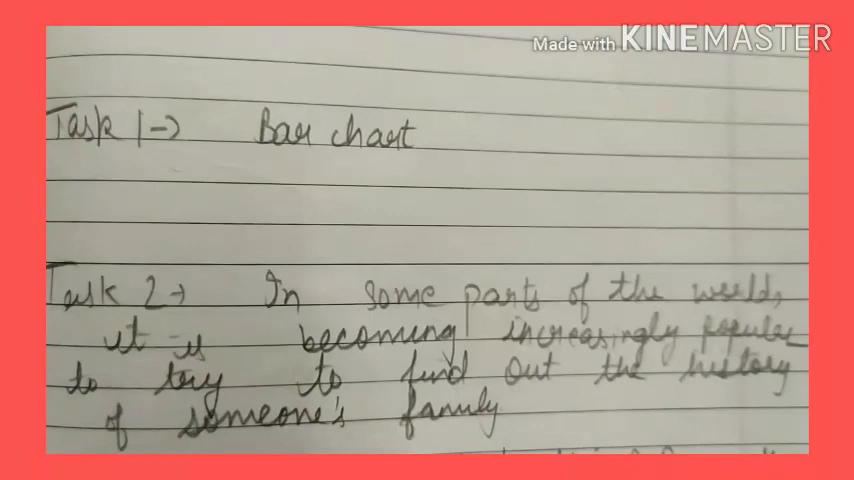 Made with KINEMASTER
Task 1 → Bar chart
Task 2 → In some parts of the world,
it is becoming increasingly popular
to try to find out the history
of someone's family